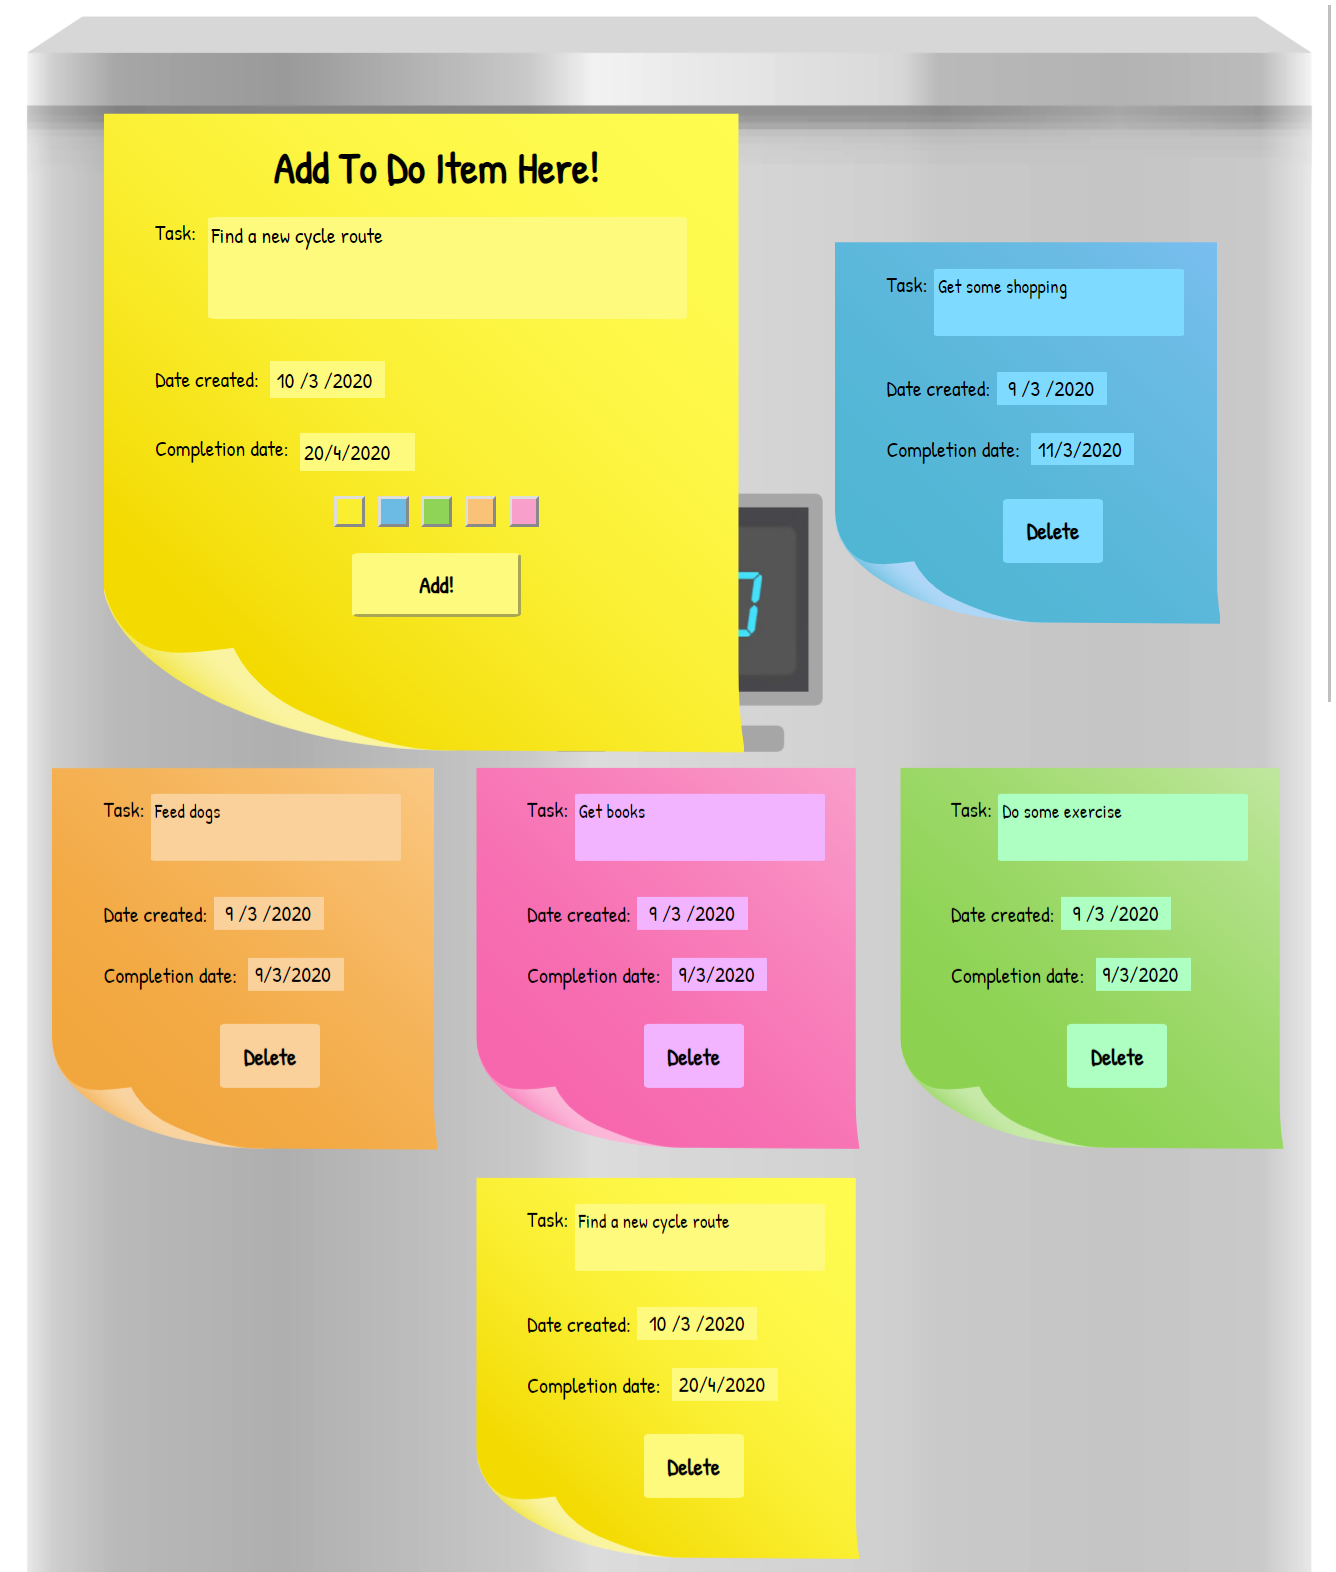 Add To Do Item Here!
Task: Find a new cycle route
Date created: 10 /3 /2020
Completion date: 20/4/2020
Add!
Task: Get some shopping
Date created: 9 /3 /2020
Completion date: 11/3/2020
Delete
Task: Feed dogs
Date created: 9 /3 /2020
Completion date: 9/3/2020
Delete
Task: Get books
Date created: 9 /3 /2020
Completion date: 9/3/2020
Delete
Task: Do some exercise
Date created: 9 /3 /2020
Completion date: 9/3/2020
Delete
Task: Find a new cycle route
Date created: 10 /3 /2020
Completion date: 20/4/2020
Delete